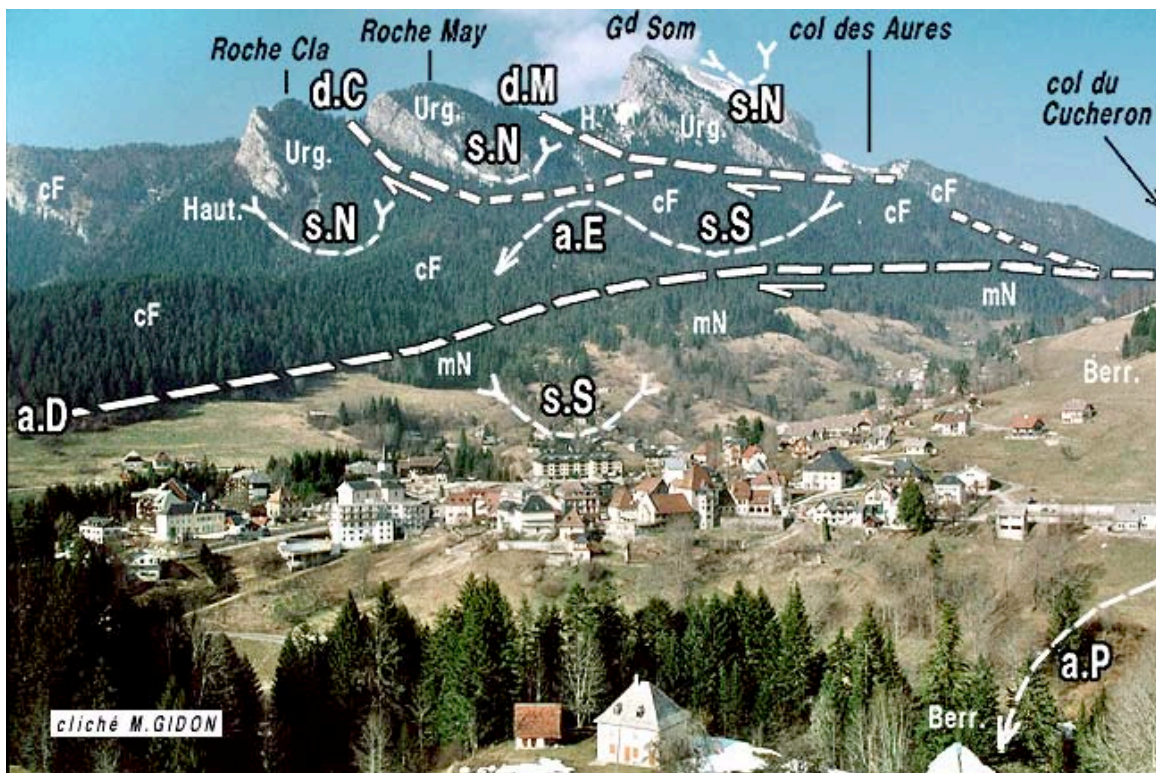 Roche Cla
Roche May
Gd Som
col des Aures
col du
Cucheron
d.C
d.M
s.N
Urg.
H.
Urg.
s.N
Urg.
cF
Haut.
s.N
cF
a.E
s.S
cF
cF
cF
cF
mN
mN
mN
Berr.
a.D
s.S
a.P
Berr.
cliché M.GIDON